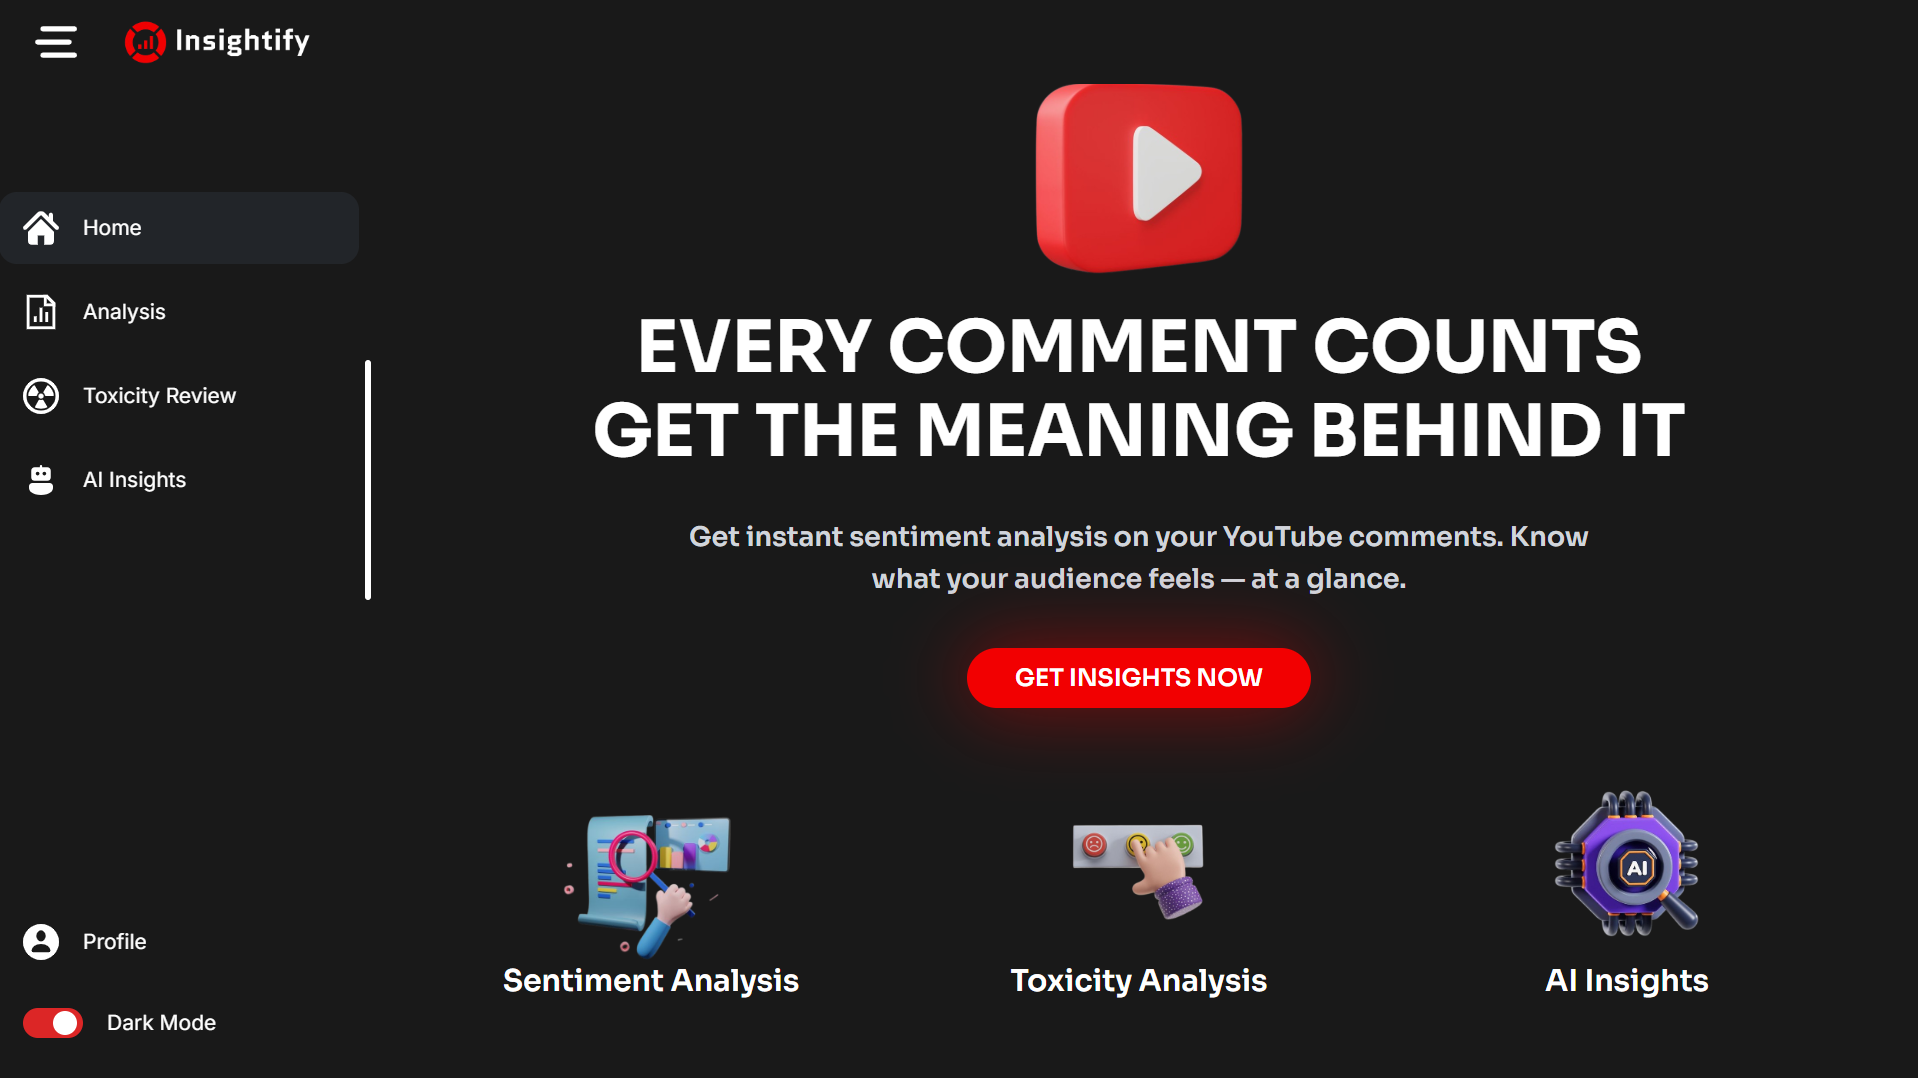 Insightify
Home
Analysis
Toxicity Review
AI Insights
Profile
Dark Mode
EVERY COMMENT COUNTS
GET THE MEANING BEHIND IT
Get instant sentiment analysis on your YouTube comments. Know
what your audience feels — at a glance.
GET INSIGHTS NOW
AI
Sentiment Analysis
Toxicity Analysis
AI Insights